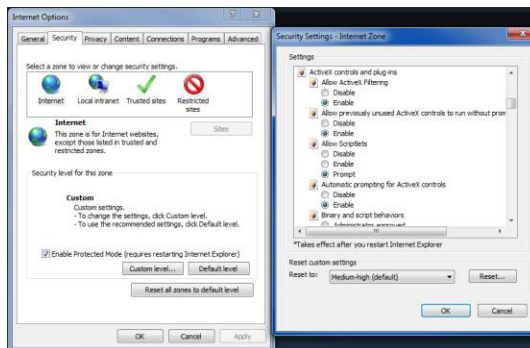 Internet Options
General Security Privacy Content Connections Programs Advanced
Select a zone to view or change security settings.
Internet Local intranet Trusted sites Restricted sites
Internet
Sites
This zone is for Internet websites,
except those listed in trusted and
restricted zones.
Security level for this zone
Custom
Custom settings.
- To change the settings, click Custom level.
- To use the recommended settings, click Default level.
Enable Protected Mode (requires restarting Internet Explorer)
Custom level... Default level
Reset all zones to default level
OK Cancel Apply
Security Settings - Internet Zone
Settings
ActiveX controls and plug-ins
Allow ActiveX Filtering
Disable
Enable
Allow previously unused ActiveX controls to run without prom
Disable
Enable
Allow Scriptlets
Disable
Enable
Prompt
Automatic prompting for ActiveX controls
Disable
Enable
Binary and script behaviors
Administrator approved
*Takes effect after you restart Internet Explorer
Reset custom settings
Reset to: Medium-high (default) Reset...
OK Cancel